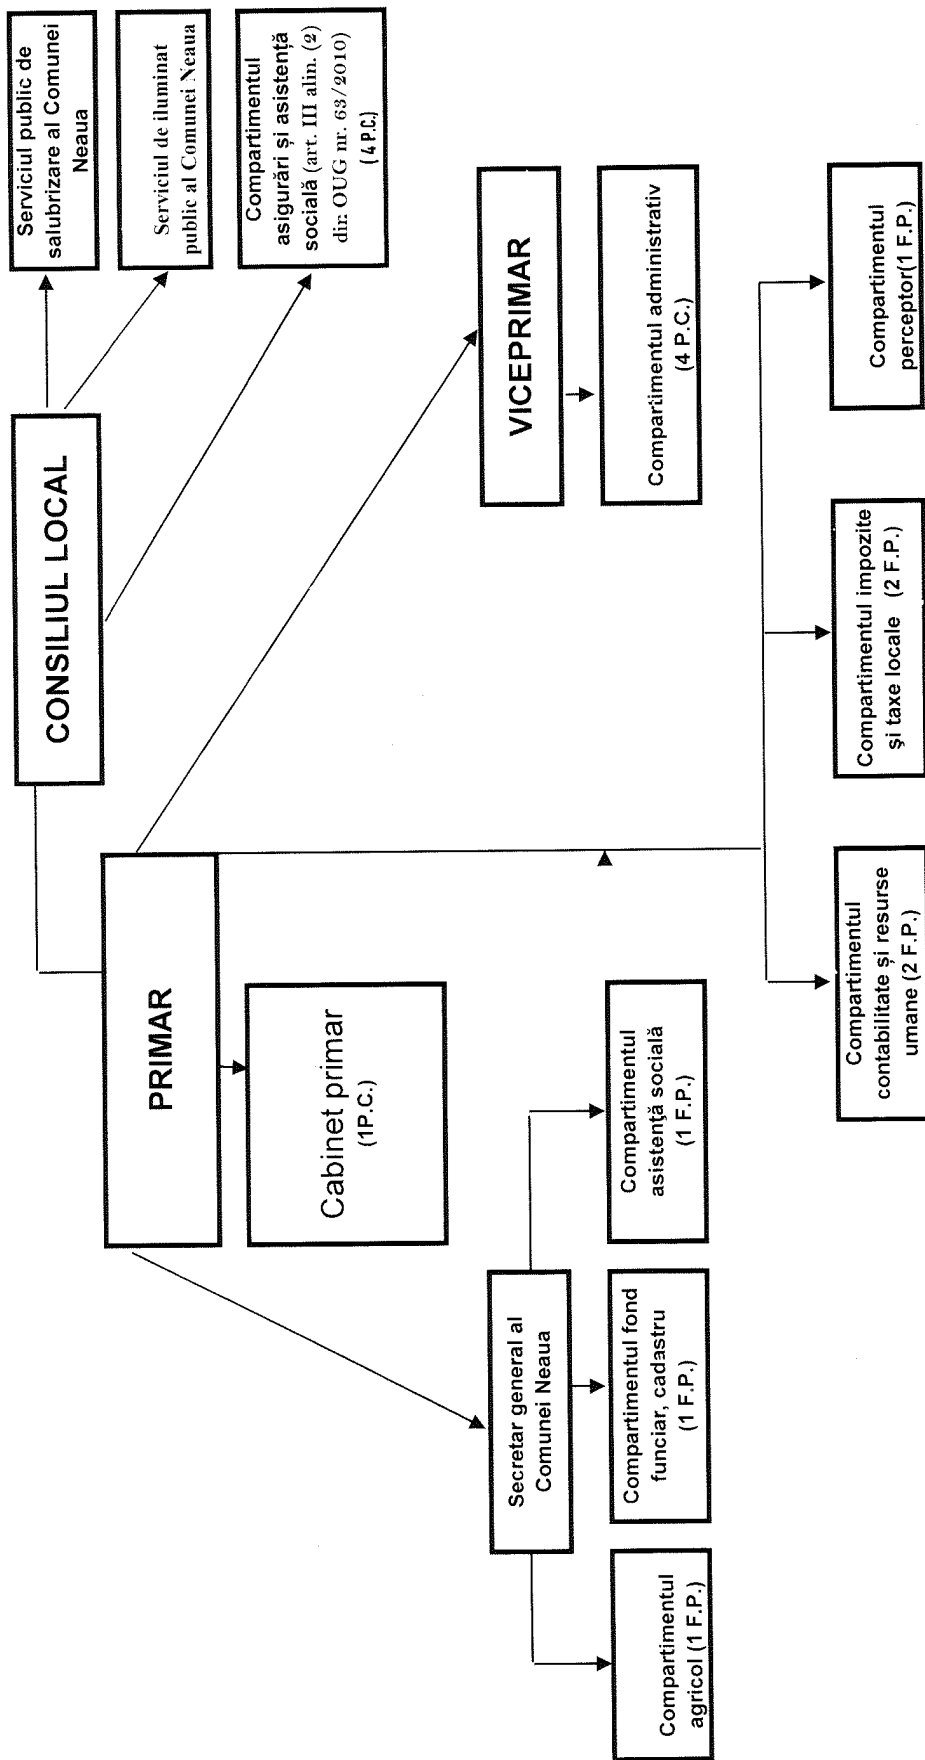 CONSILIUL LOCAL
Serviciul public de
salubrizare al Comunei
Neaua
Serviciul de iluminat
public al Comunei Neaua
Compartimentul
asigurări și asistență
socială (art. III alin. (2)
din OUG nr. 63/2010)
(4 P.C.)
PRIMAR
Cabinet primar
(1P.C.)
VICEPRIMAR
Compartimentul administrativ
(4 P.C.)
Secretar general al
Comunei Neaua
Compartimentul
agricol (1 F.P.)
Compartimentul fond
funciar, cadastru
(1 F.P.)
Compartimentul
asistență socială
(1 F.P.)
Compartimentul
contabilitate și resurse
umane (2 F.P.)
Compartimentul impozite
și taxe locale (2 F.P.)
Compartimentul
perceptor(1 F.P.)